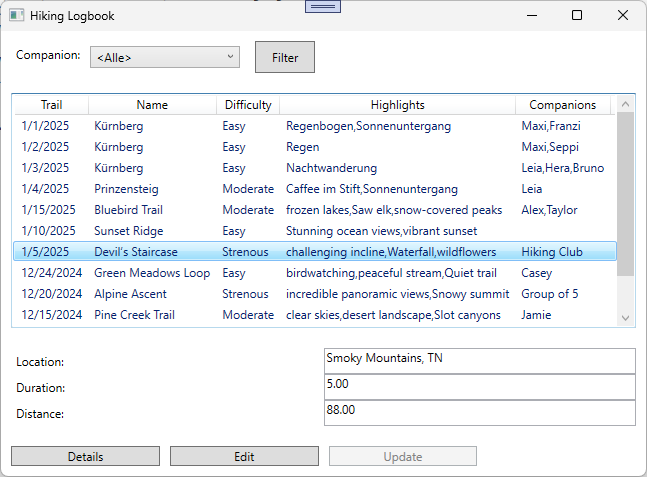 Hiking Logbook
Companion: <Alle> Filter
Trail Name Difficulty Highlights Companions
1/1/2025 Kürnberg Easy Regenbogen,Sonnenuntergang Maxi,Franzi
1/2/2025 Kürnberg Easy Regen Maxi,Seppi
1/3/2025 Kürnberg Easy Nachtwanderung Leia,Hera,Bruno
1/4/2025 Prinzensteig Moderate Caffee im Stift,Sonnenuntergang Leia
1/15/2025 Bluebird Trail Moderate frozen lakes,Saw elk,snow-covered peaks Alex,Taylor
1/10/2025 Sunset Ridge Easy Stunning ocean views,vibrant sunset
1/5/2025 Devil's Staircase Strenous challenging incline,Waterfall,wildflowers Hiking Club
12/24/2024 Green Meadows Loop Easy birdwatching,peaceful stream,Quiet trail Casey
12/20/2024 Alpine Ascent Strenous incredible panoramic views,Snowy summit Group of 5
12/15/2024 Pine Creek Trail Moderate clear skies,desert landscape,Slot canyons Jamie
Location: Smoky Mountains, TN
Duration: 5.00
Distance: 88.00
Details Edit Update